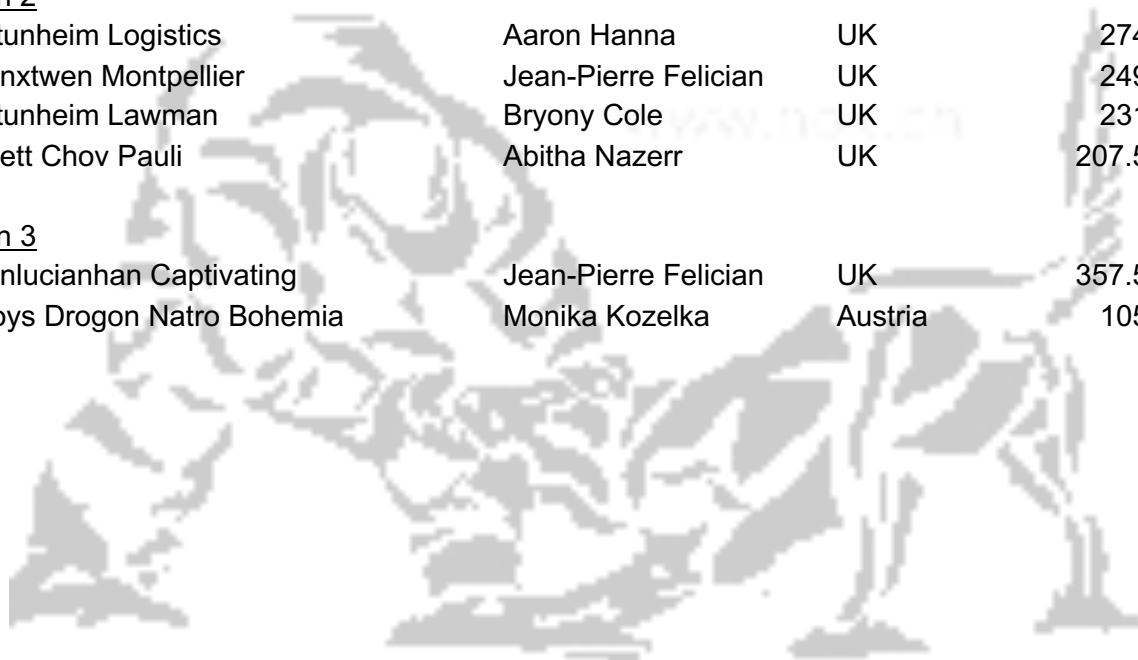 n 2
tunheim Logistics Aaron Hanna UK 274
nxtwen Montpellier Jean-Pierre Felician UK 249
tunheim Lawman Bryony Cole UK 231
ett Chov Pauli Abitha Nazerr UK 207.5
n 3
nlucianhan Captivating Jean-Pierre Felician UK 357.5
oys Drogon Natro Bohemia Monika Kozelka Austria 105